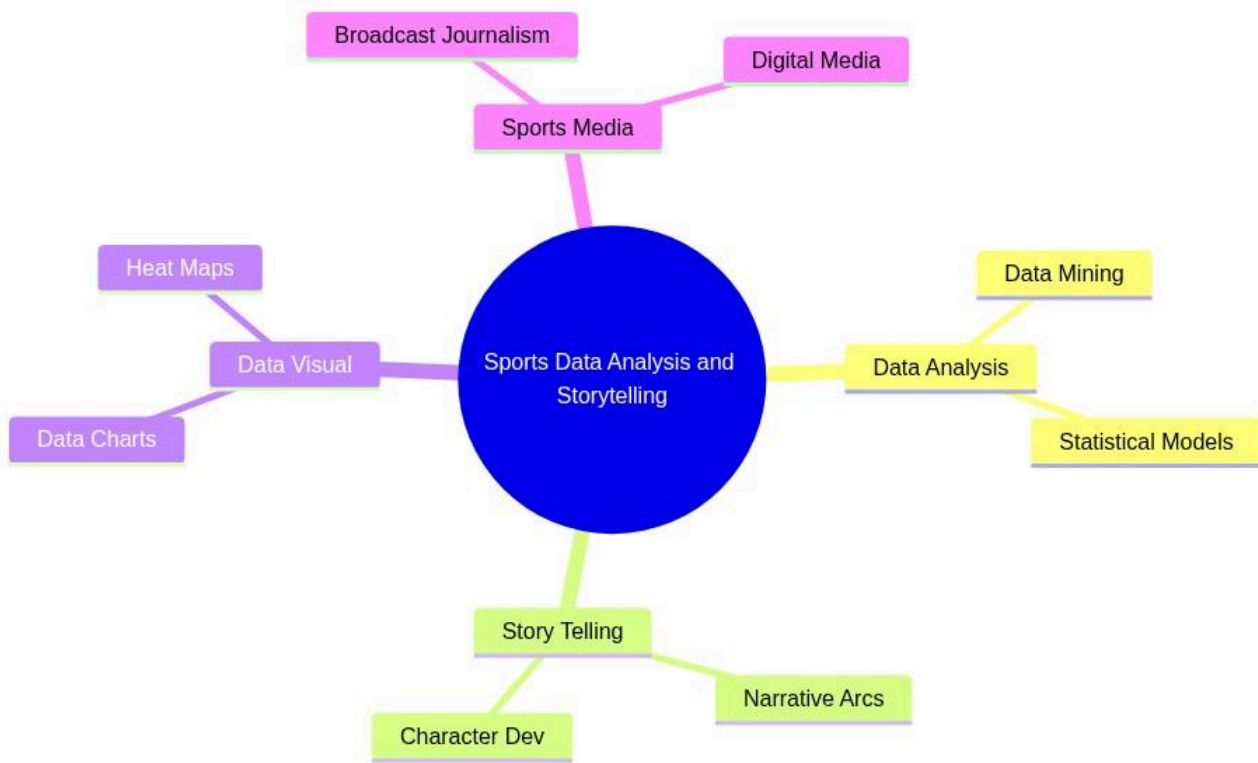 Broadcast Journalism
Digital Media
Sports Media
Heat Maps
Data Mining
Data Visual
Sports Data Analysis and
Storytelling
Data Analysis
Data Charts
Statistical Models
Story Telling
Narrative Arcs
Character Dev